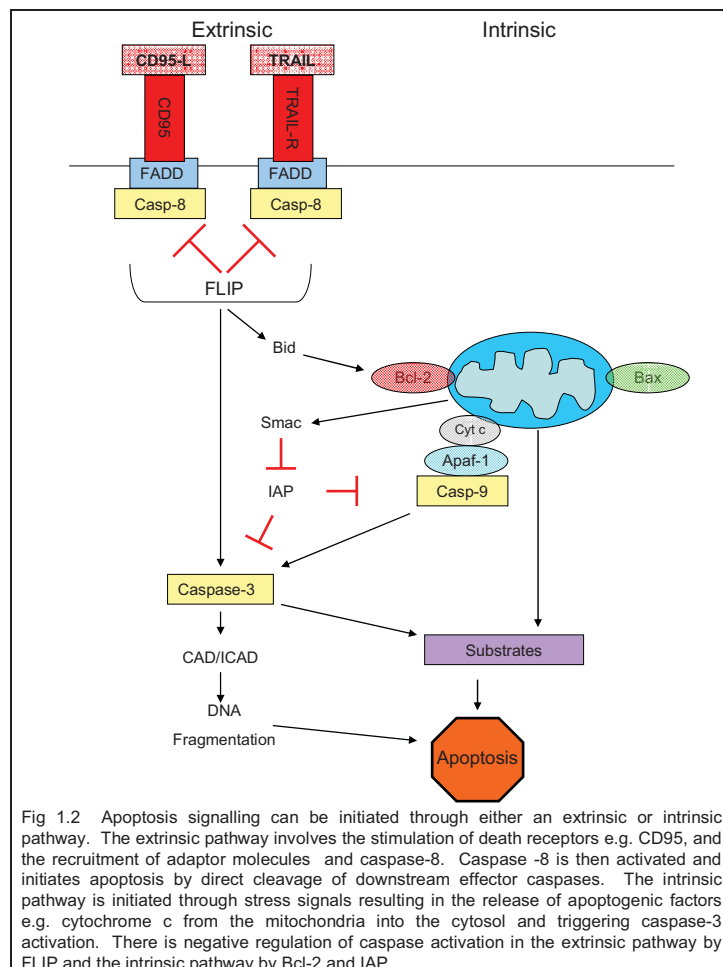 Extrinsic
Intrinsic
CD95-L
TRAIL
CD95
TRAIL-R
FADD
FADD
Casp-8
Casp-8
FLIP
Bid
Bcl-2
Bax
Smac
Cyt c
Apaf-1
IAP
Casp-9
Caspase-3
Substrates
CAD/ICAD
DNA
Fragmentation
Apoptosis
Fig 1.2 Apoptosis signalling can be initiated through either an extrinsic or intrinsic
pathway. The extrinsic pathway involves the stimulation of death receptors e.g. CD95, and
the recruitment of adaptor molecules and caspase-8. Caspase -8 is then activated and
initiates apoptosis by direct cleavage of downstream effector caspases. The intrinsic
pathway is initiated through stress signals resulting in the release of apoptogenic factors
e.g. cytochrome c from the mitochondria into the cytosol and triggering caspase-3
activation. There is negative regulation of caspase activation in the extrinsic pathway by
FLIP and the intrinsic pathway by Bcl-2 and IAP